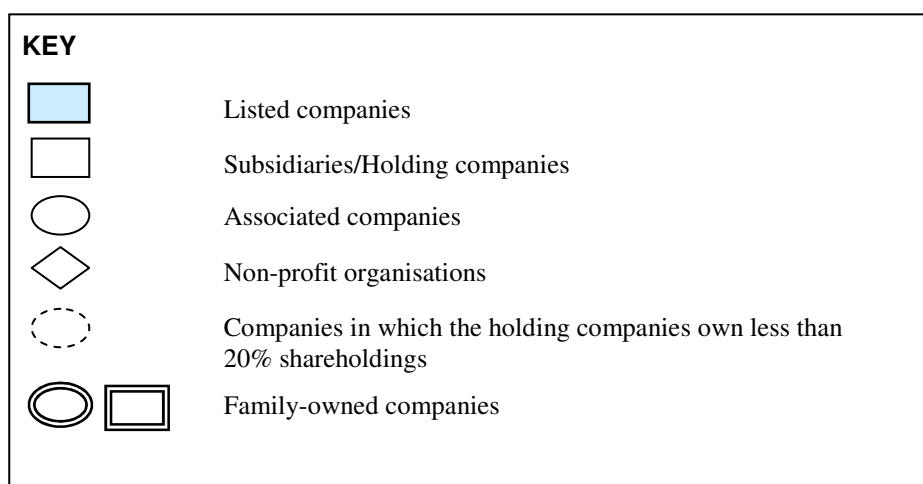 KEY
Listed companies
Subsidiaries/Holding companies
Associated companies
Non-profit organisations
Companies in which the holding companies own less than
20% shareholdings
Family-owned companies